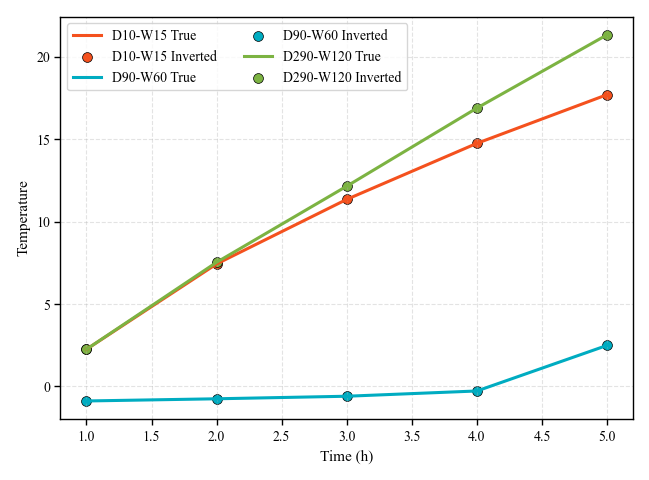 D10-W15 True
D10-W15 Inverted
D90-W60 True
D90-W60 Inverted
D290-W120 True
D290-W120 Inverted
20
15
10
5
0
Temperature
1.0
1.5
2.0
2.5
3.0
3.5
4.0
4.5
5.0
Time (h)